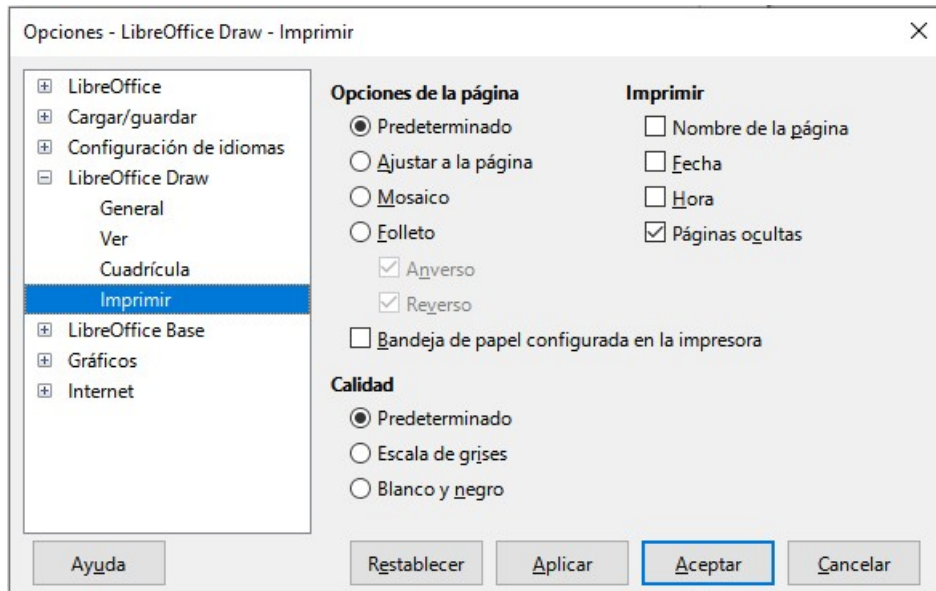 Opciones - LibreOffice Draw - Imprimir
LibreOffice
Cargar/guardar
Configuración de idiomas
LibreOffice Draw
General
Ver
Cuadrícula
Imprimir
LibreOffice Base
Gráficos
Internet
Opciones de la página
Predeterminado
Ajustar a la página
Mosaico
Folleto
Anverso
Reverso
Bandeja de papel configurada en la impresora
Calidad
Predeterminado
Escala de grises
Blanco y negro
Imprimir
Nombre de la página
Fecha
Hora
Páginas ocultas
Ayuda
Restablecer
Aplicar
Aceptar
Cancelar